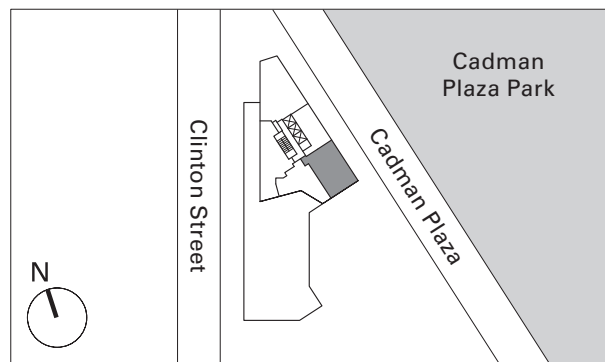 Cadman
Plaza Park
Clinton Street
Cadman Plaza
N